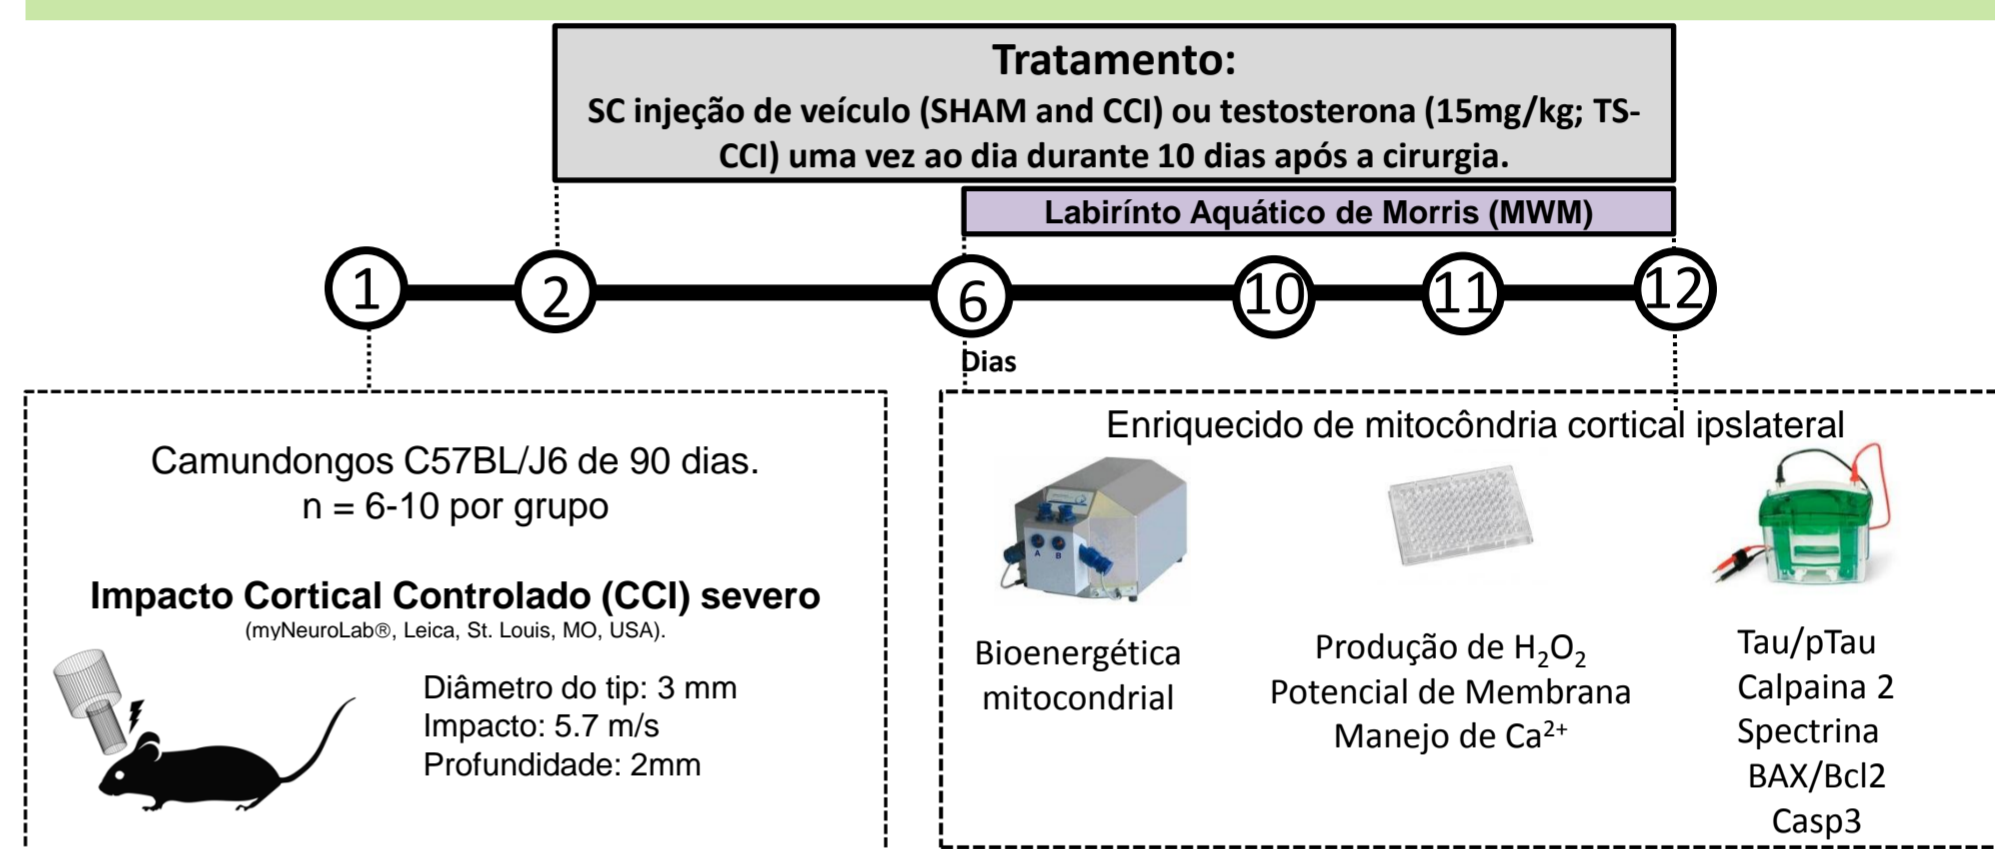 Tratamento:
SC injeção de veículo (SHAM and CCI) ou testosterona (15mg/kg; TS-
CCI) uma vez ao dia durante 10 dias após a cirurgia.
Labirínto Aquático de Morris (MWM)
1
2
6
10
11
12
Dias
Camundongos C57BL/J6 de 90 dias.
n = 6-10 por grupo
Impacto Cortical Controlado (CCI) severo
(myNeuroLab®, Leica, St. Louis, MO, USA).
Diâmetro do tip: 3 mm
Impacto: 5.7 m/s
Profundidade: 2mm
Enriquecido de mitocôndria cortical ipslateral
A B
Bioenergética
mitocondrial
Produção de H₂O₂
Potencial de Membrana
Manejo de Ca²⁺
Tau/pTau
Calpaina 2
Spectrina
BAX/Bcl2
Casp3